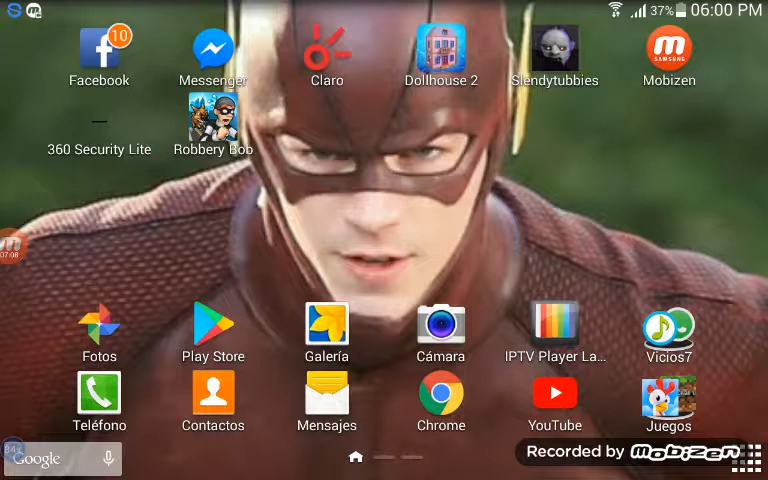 37% 06:00 PM
10
Facebook Messenger Claro Dollhouse 2 Slendytubbies Mobizen
SAMSUNG
360 Security Lite Robbery Bob
07:08
Fotos Play Store Galería Cámara IPTV Player La... Vicios7
Teléfono Contactos Mensajes Chrome YouTube Juegos
Google
Recorded by Mobizen